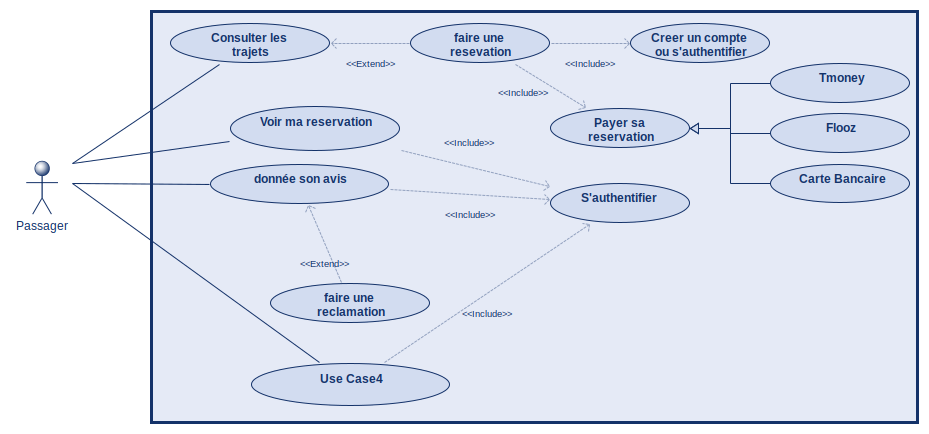 Consulter les
trajets
<<Extend>>
faire une
resevation
<<Include>>
Creer un compte
ou s'authentifier
<<Include>>
Tmoney
Voir ma reservation
Payer sa
reservation
Flooz
<<Include>>
donnée son avis
Carte Bancaire
S'authentifier
<<Include>>
Passager
<<Extend>>
faire une
reclamation
<<Include>>
Use Case4